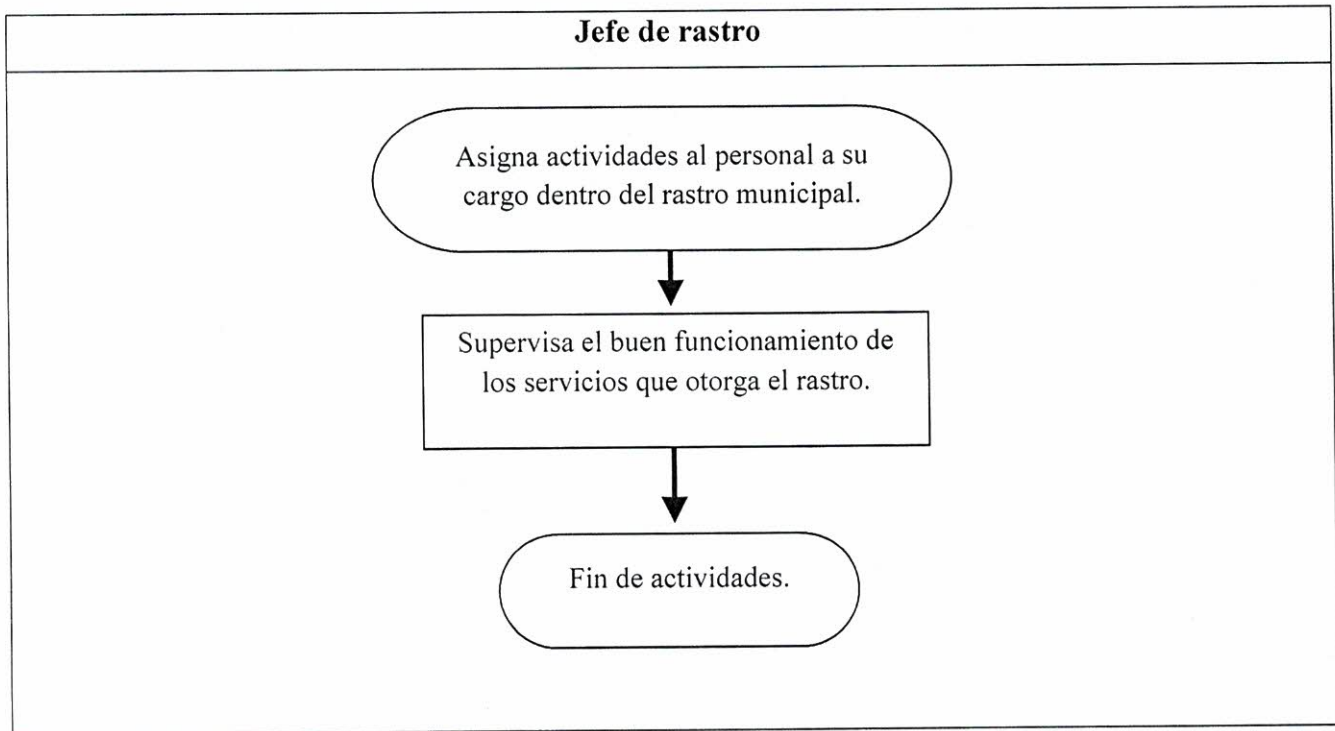 Jefe de rastro
Asigna actividades al personal a su
cargo dentro del rastro municipal.
Supervisa el buen funcionamiento de
los servicios que otorga el rastro.
Fin de actividades.